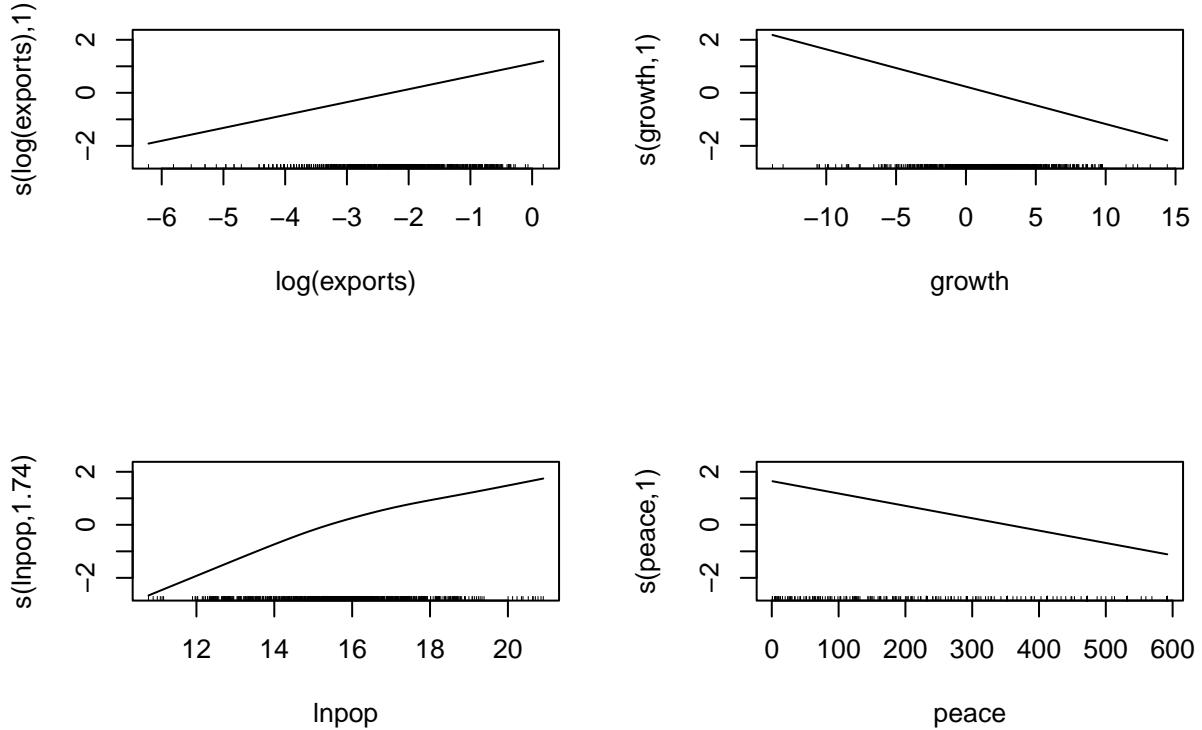 s(log(exports),1)
2
0
−2
−6 −5 −4 −3 −2 −1 0
log(exports)
s(growth,1)
2
0
−2
−10 −5 0 5 10 15
growth
s(lnpop,1.74)
2
0
−2
12 14 16 18 20
lnpop
s(peace,1)
2
0
−2
0 100 200 300 400 500 600
peace